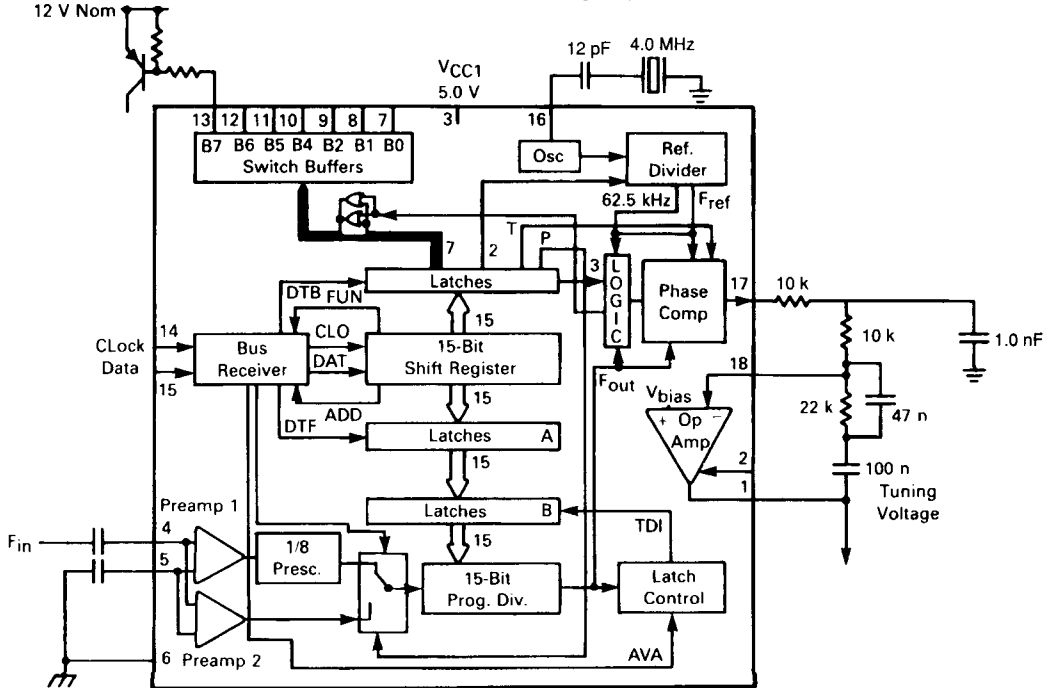 12 V Nom
12 pF
4.0 MHz
VCC1
5.0 V
13 12 11 10 9 8 7
3
16
B7 B6 B5 B4 B2 B1 B0
Switch Buffers
Osc
Ref.
Divider
62.5 kHz
Fref
T
P
7
2
3
LOGIC
Phase
Comp
17
10 k
Latches
DTB
FUN
15
14
CLock
Data
15
Bus
Receiver
CLO
DAT
15-Bit
Shift Register
ADD
DTF
15
Fout
10 k
1.0 nF
18
Vbias
+ Op −
Amp
22 k
47 n
Latches A
15
2
1
100 n
Tuning
Voltage
Latches B
TDI
15
Preamp 1
Fin
4
5
1/8
Presc.
15-Bit
Prog. Div.
Latch
Control
6
Preamp 2
AVA